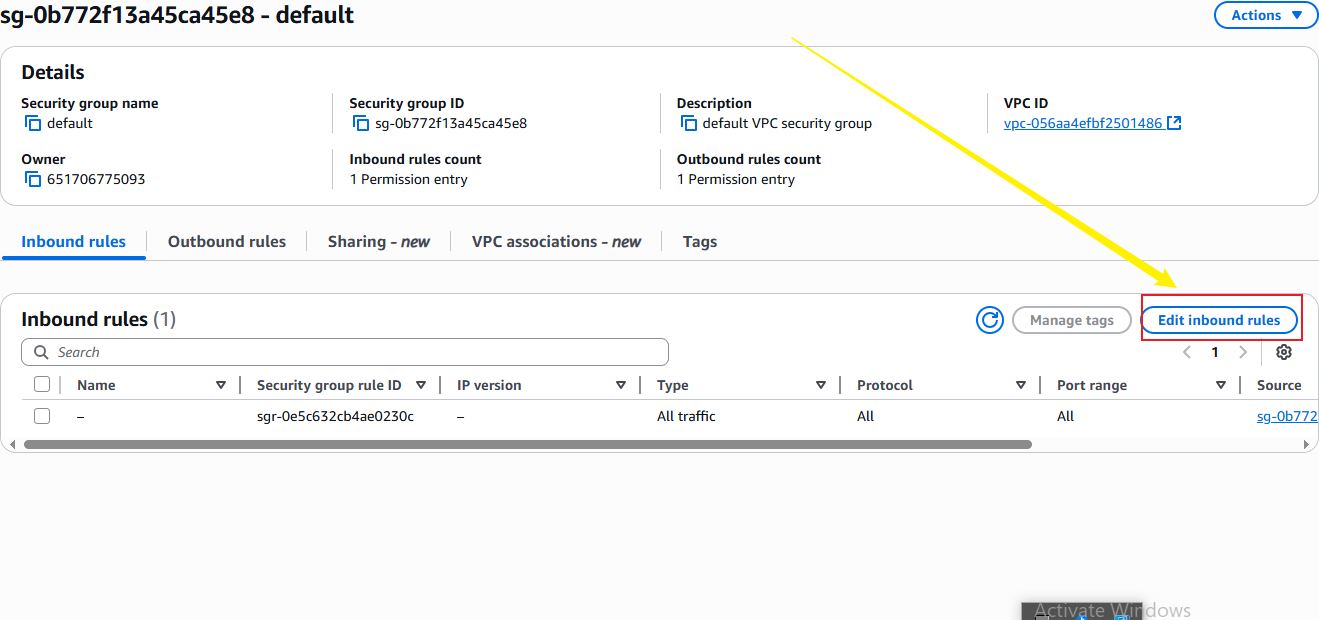 sg-0b772f13a45ca45e8 - default
Actions
Details
Security group name
default
Security group ID
sg-0b772f13a45ca45e8
Description
default VPC security group
VPC ID
vpc-056aa4efbf2501486
Owner
651706775093
Inbound rules count
1 Permission entry
Outbound rules count
1 Permission entry
Inbound rules Outbound rules Sharing - new VPC associations - new Tags
Inbound rules (1)
Manage tags
Edit inbound rules
Search
1
Name Security group rule ID IP version Type Protocol Port range Source
– sgr-0e5c632cb4ae0230c – All traffic All All sg-0b772
Activate Windows